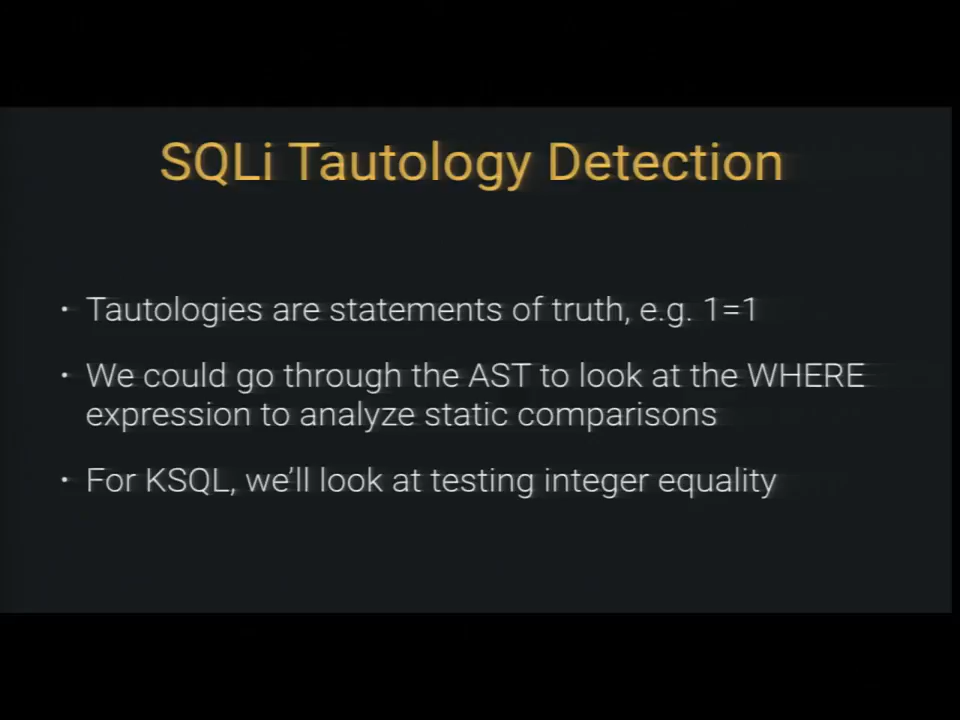 SQLi Tautology Detection
• Tautologies are statements of truth, e.g. 1=1
• We could go through the AST to look at the WHERE
expression to analyze static comparisons
• For KSQL, we’ll look at testing integer equality